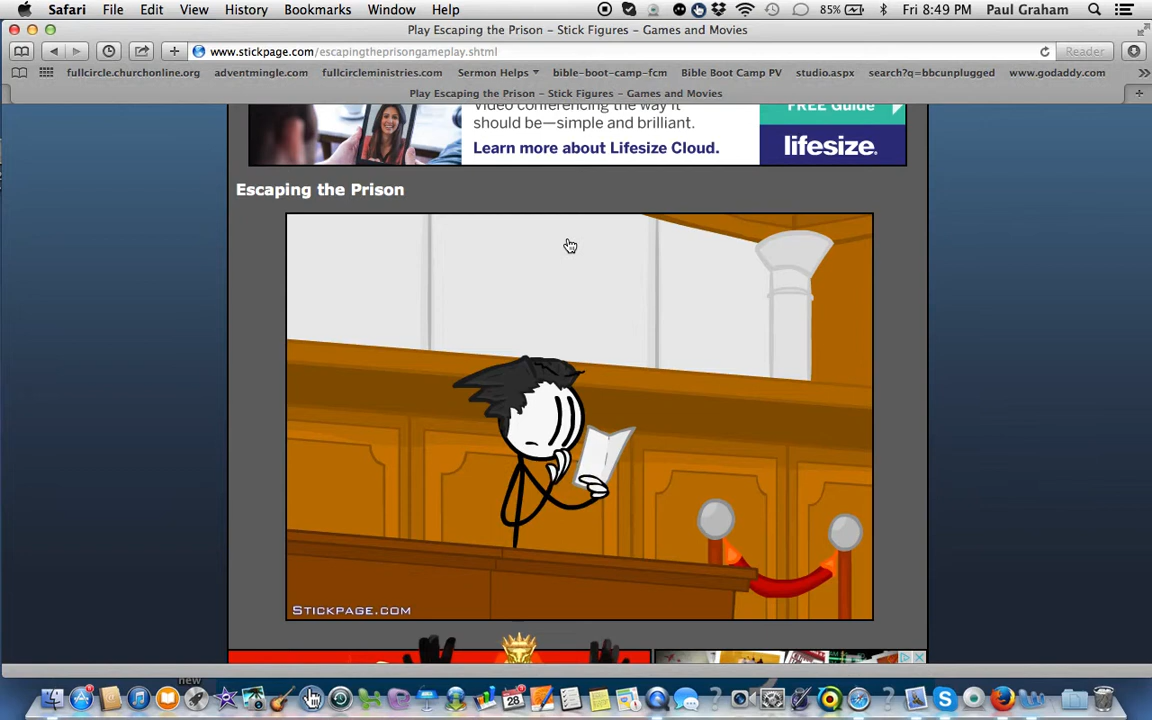 Safari File Edit View History Bookmarks Window Help 85% Fri 8:49 PM Paul Graham
Play Escaping the Prison – Stick Figures – Games and Movies
www.stickpage.com/escapingtheprisongameplay.shtml Reader
fullcircle.churchonline.org adventmingle.com fullcircleministries.com Sermon Helps bible-boot-camp-fcm Bible Boot Camp PV studio.aspx search?q=bbcunplugged www.godaddy.com
Play Escaping the Prison – Stick Figures – Games and Movies
Video conferencing the way it
should be—simple and brilliant.
Learn more about Lifesize Cloud.
FREE Guide
lifesize.
Escaping the Prison
STICKPAGE.COM
new
28